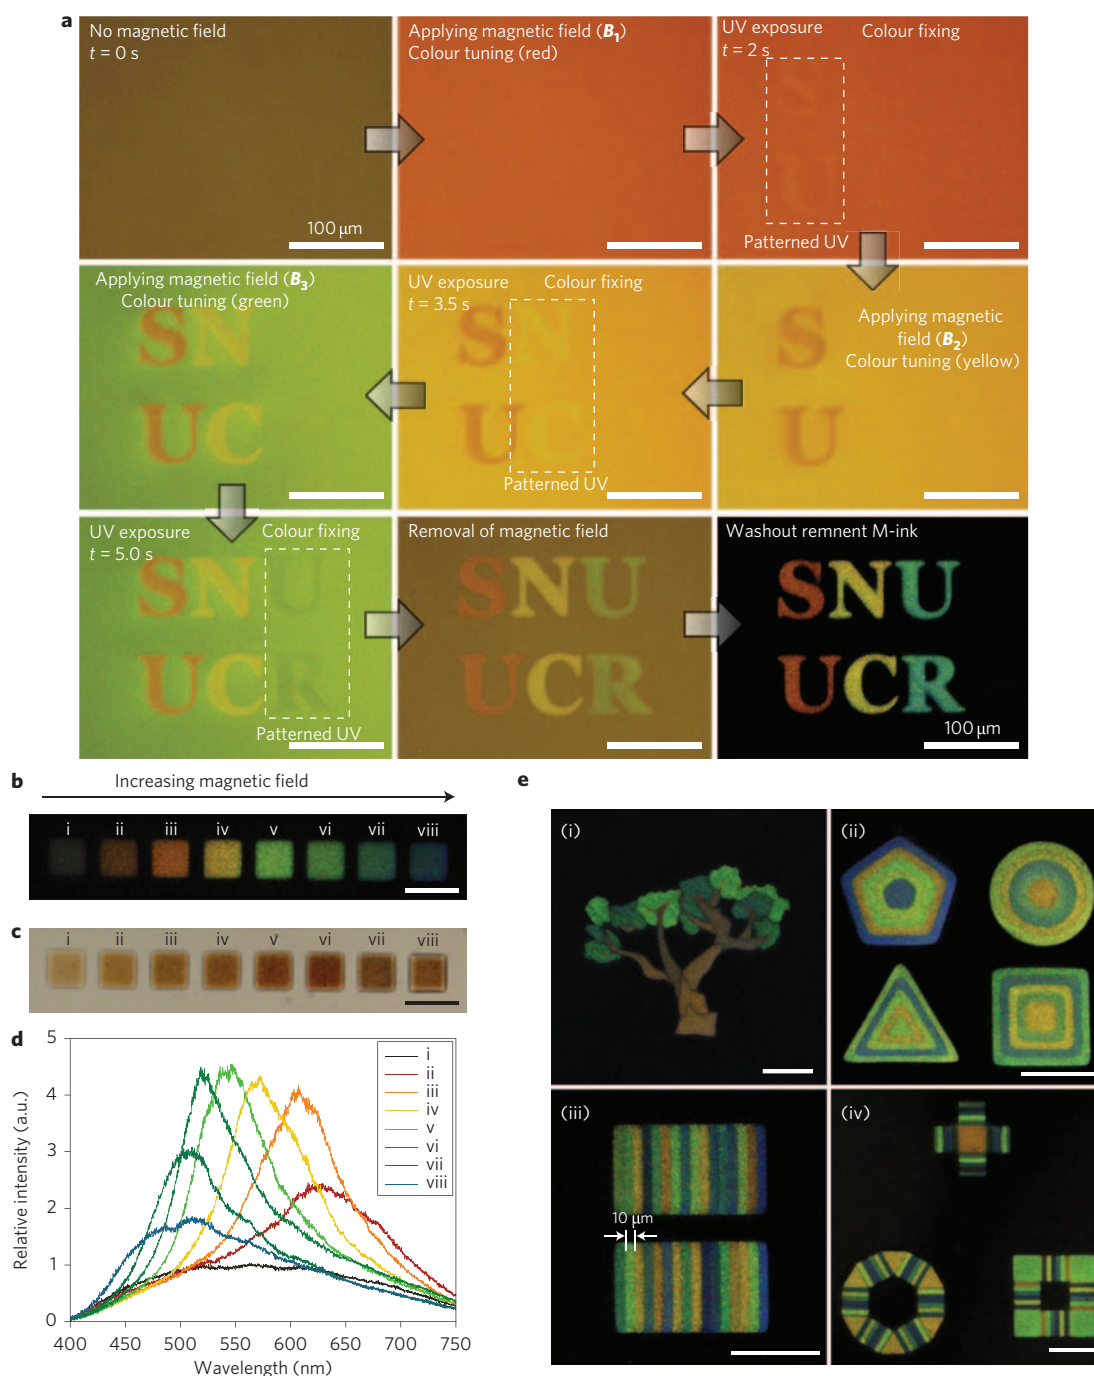 a
No magnetic field
t = 0 s
100 µm
Applying magnetic field (B1)
Colour tuning (red)
UV exposure
t = 2 s
Colour fixing
Patterned UV
Applying magnetic field (B3)
Colour tuning (green)
SN
UC
UV exposure
t = 3.5 s
Colour fixing
SN
UC
Patterned UV
Applying magnetic
field (B2)
Colour tuning (yellow)
S
U
UV exposure
t = 5.0 s
Colour fixing
SNU
UCR
Patterned UV
Removal of magnetic field
SNU
UCR
Washout remnent M-ink
SNU
UCR
100 µm
b
Increasing magnetic field
i ii iii iv v vi vii viii
c
i ii iii iv v vi vii viii
d
Relative intensity (a.u.)
5
4
3
2
1
0
400 450 500 550 600 650 700 750
Wavelength (nm)
i
ii
iii
iv
v
vi
vii
viii
e
(i)
(ii)
(iii)
10 µm
(iv)